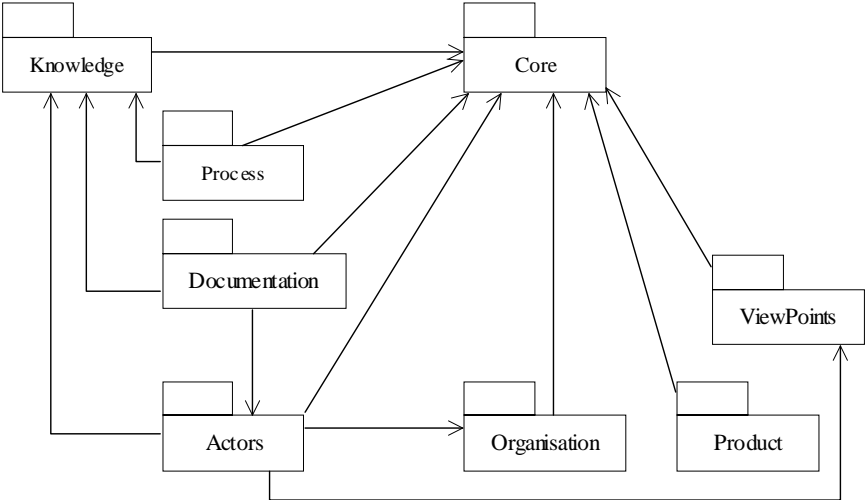 Knowledge
Core
Process
Documentation
ViewPoints
Actors
Organisation
Product